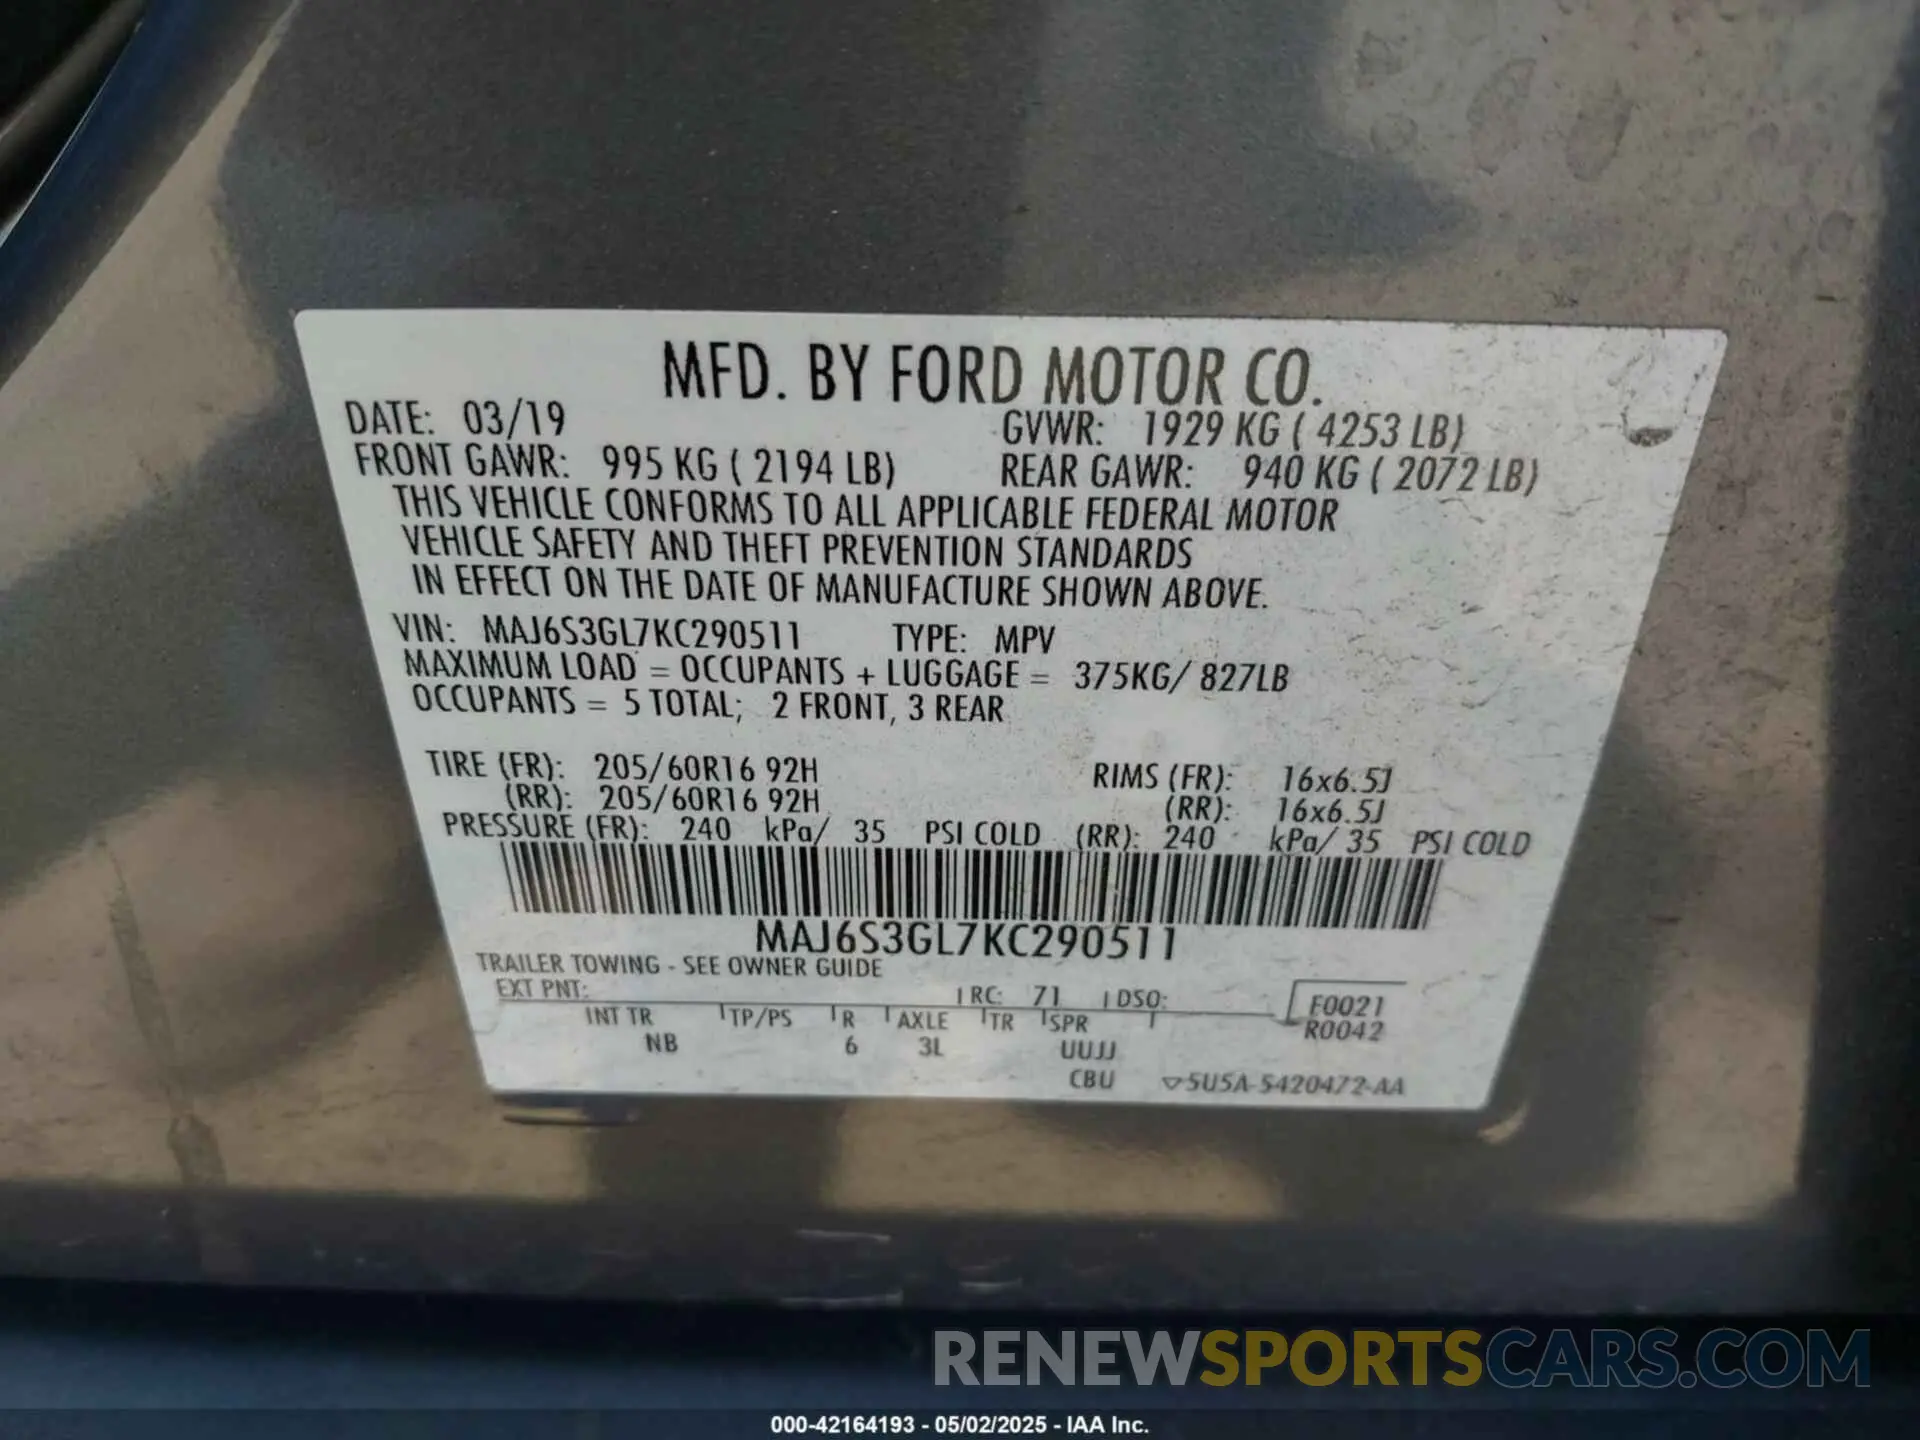 MFD. BY FORD MOTOR CO.
DATE: 03/19 GVWR: 1929 KG ( 4253 LB)
FRONT GAWR: 995 KG ( 2194 LB) REAR GAWR: 940 KG ( 2072 LB)
THIS VEHICLE CONFORMS TO ALL APPLICABLE FEDERAL MOTOR
VEHICLE SAFETY AND THEFT PREVENTION STANDARDS
IN EFFECT ON THE DATE OF MANUFACTURE SHOWN ABOVE.
VIN: MAJ6S3GL7KC290511 TYPE: MPV
MAXIMUM LOAD = OCCUPANTS + LUGGAGE = 375KG/ 827LB
OCCUPANTS = 5 TOTAL; 2 FRONT, 3 REAR
TIRE (FR): 205/60R16 92H RIMS (FR): 16x6.5J
(RR): 205/60R16 92H (RR): 16x6.5J
PRESSURE (FR): 240 kPa/ 35 PSI COLD (RR): 240 kPa/ 35 PSI COLD
MAJ6S3GL7KC290511
TRAILER TOWING - SEE OWNER GUIDE
EXT PNT: RC: 71 DSO: F0021
INT TR TP/PS R AXLE TR SPR R0042
NB 6 3L UUJJ
CBU 5U5A-5420472-AA
RENEWSPORTSCARS.COM
000-42164193 - 05/02/2025 - IAA Inc.